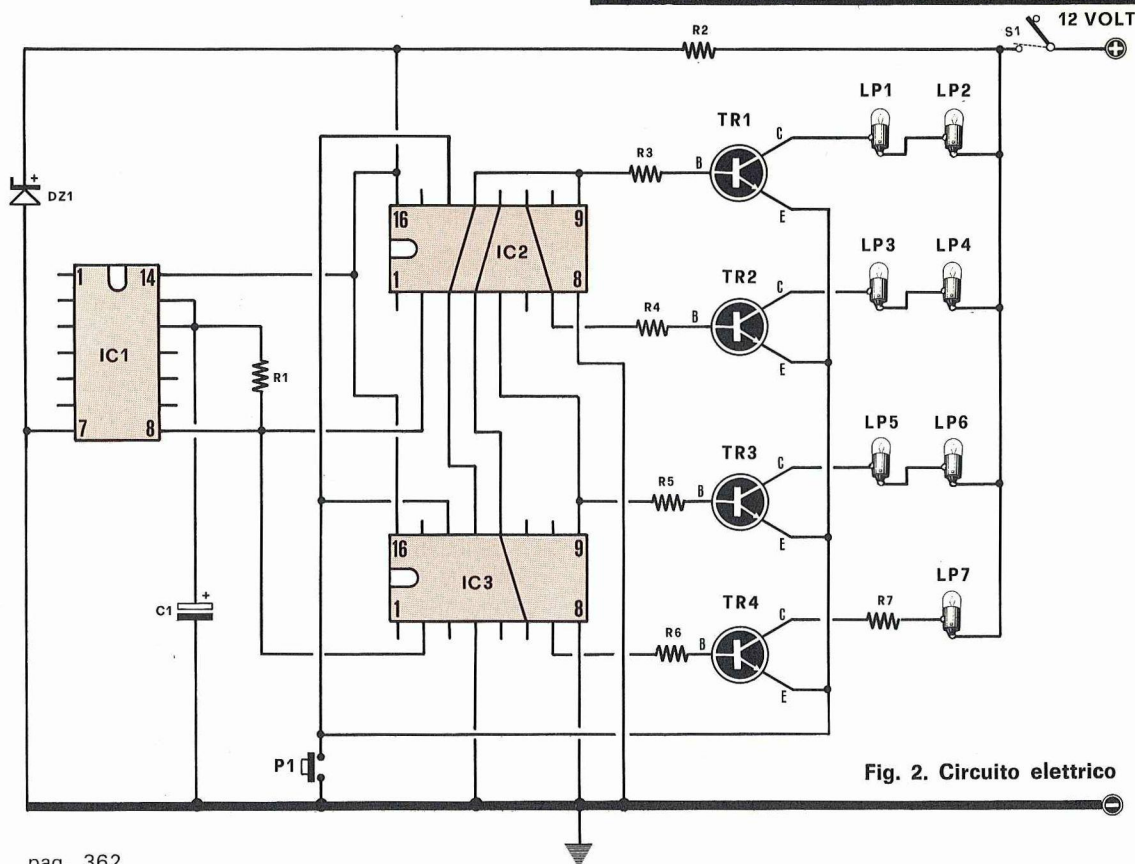 12 VOLT
S1
R2
LP1
LP2
TR1
C
R3
B
E
DZ1
+
16
9
IC2
1
8
1
14
IC1
7
8
R1
LP3
LP4
TR2
C
R4
B
E
LP5
LP6
TR3
C
R5
B
E
16
9
IC3
1
8
C1
+
LP7
TR4
C
R7
R6
B
E
P1
Fig. 2. Circuito elettrico
pag. 362